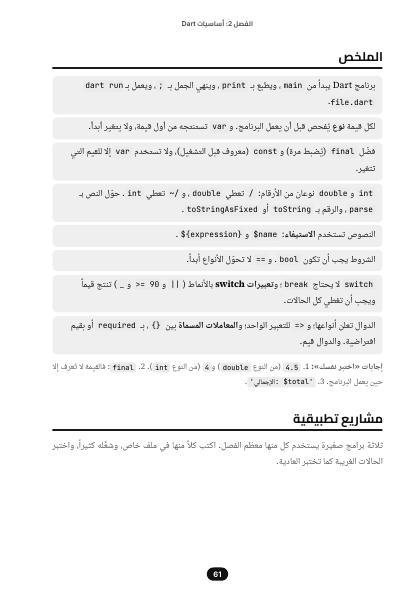 الفصل 2: أساسيات Dart
الملخص
برنامج Dart يبدأ من main ، ويطبع بـ print ، وينهي الجمل بـ ; ، ويعمل بـ dart run
file.dart.
لكل قيمة نوع يُفحص قبل أن يعمل البرنامج. و var تستنتجه من أول قيمة، ولا يتغير أبداً.
فضّل final (يُضبط مرة) و const (معروف قبل التشغيل)، ولا تستخدم var إلا للقيم التي
تتغير.
int و double نوعان من الأرقام: / تعطي double ، و ~/ تعطي int . حوّل النص بـ
parse ، والرقم بـ toString أو toStringAsFixed .
النصوص تستخدم الاستيفاء: $name و ${expression} .
الشروط يجب أن تكون bool . و == لا تحوّل الأنواع أبداً.
switch لا يحتاج break ؛ وتعبيرات switch بالأنماط ( || و >= 90 و _ ) تنتج قيماً
ويجب أن تغطي كل الحالات.
الدوال تعلن أنواعها؛ و => للتعبير الواحد؛ والمعاملات المسماة بين {} ، بـ required أو بقيم
افتراضية. والدوال قيم.
إجابات «اختبر نفسك»: 1. 4.5 (من النوع double ) و 4 (من النوع int ). 2. final : فالقيمة لا تُعرف إلا
حين يعمل البرنامج. 3. 'الإجمالي: $total' .
مشاريع تطبيقية
ثلاثة برامج صغيرة يستخدم كل منها معظم الفصل. اكتب كلاً منها في ملف خاص، وشغّله كثيراً، واختبر
الحالات الغريبة كما تختبر العادية.
61